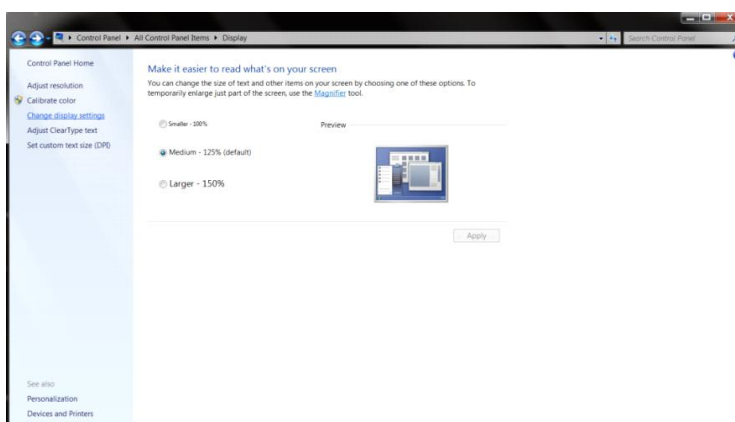 Control Panel ▸ All Control Panel Items ▸ Display
Search Control Panel
Control Panel Home
Adjust resolution
Calibrate color
Change display settings
Adjust ClearType text
Set custom text size (DPI)
See also
Personalization
Devices and Printers
Make it easier to read what's on your screen
You can change the size of text and other items on your screen by choosing one of these options. To
temporarily enlarge just part of the screen, use the Magnifier tool.
Smaller - 100%
Preview
Medium - 125% (default)
Larger - 150%
Apply